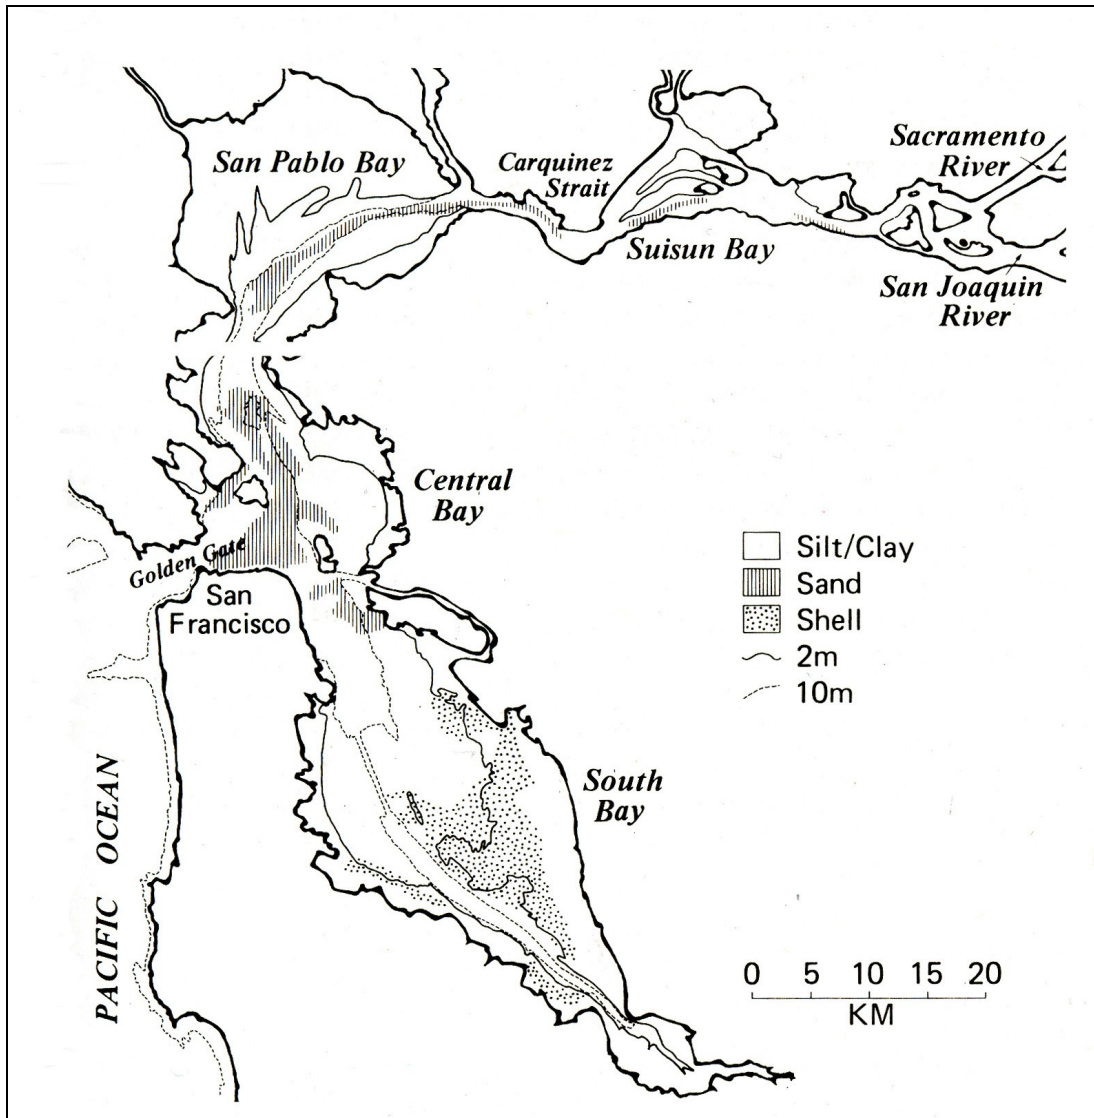 Sacramento
River
San Pablo Bay
Carquinez
Strait
Suisun Bay
San Joaquin
River
Central
Bay
Golden Gate
San
Francisco
Silt/Clay
Sand
Shell
2m
10m
South
Bay
PACIFIC OCEAN
0 5 10 15 20
KM